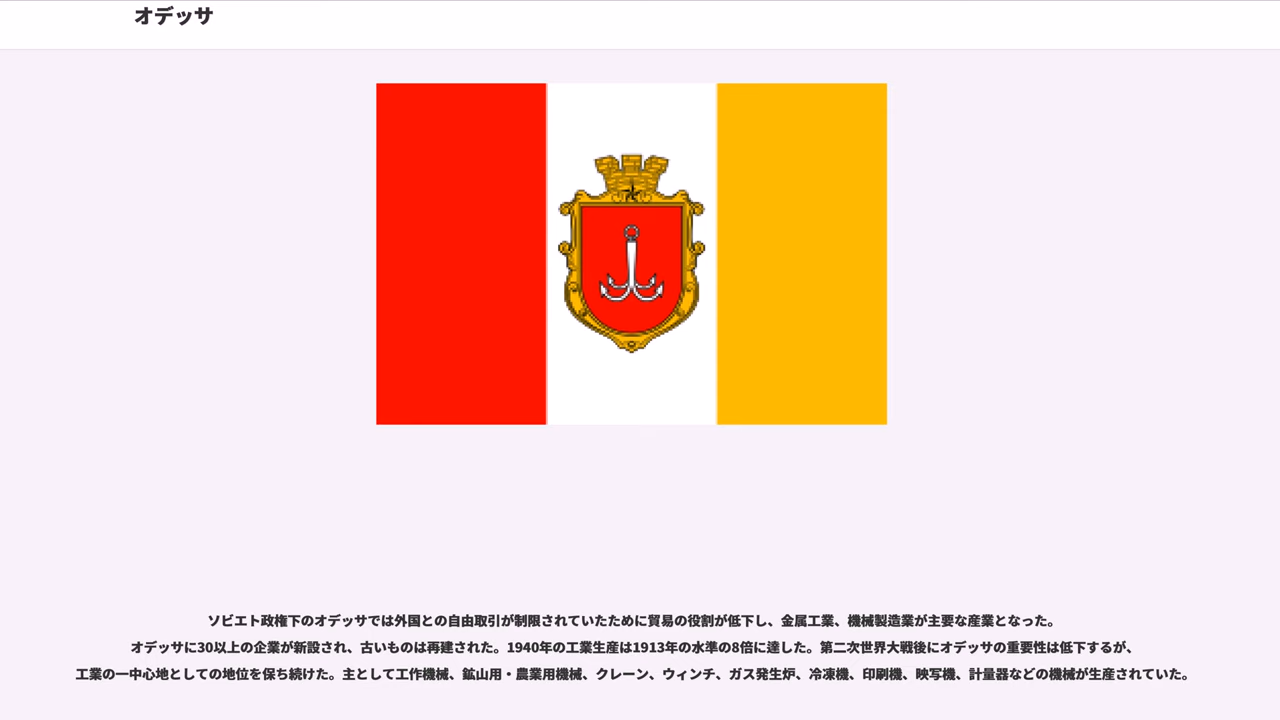 オデッサ
ソビエト政権下のオデッサでは外国との自由取引が制限されていたために貿易の役割が低下し、金属工業、機械製造業が主要な産業となった。
オデッサに30以上の企業が新設され、古いものは再建された。1940年の工業生産は1913年の水準の8倍に達した。第二次世界大戦後にオデッサの重要性は低下するが、
工業の一中心地としての地位を保ち続けた。主として工作機械、鉱山用・農業用機械、クレーン、ウィンチ、ガス発生炉、冷凍機、印刷機、映写機、計量器などの機械が生産されていた。